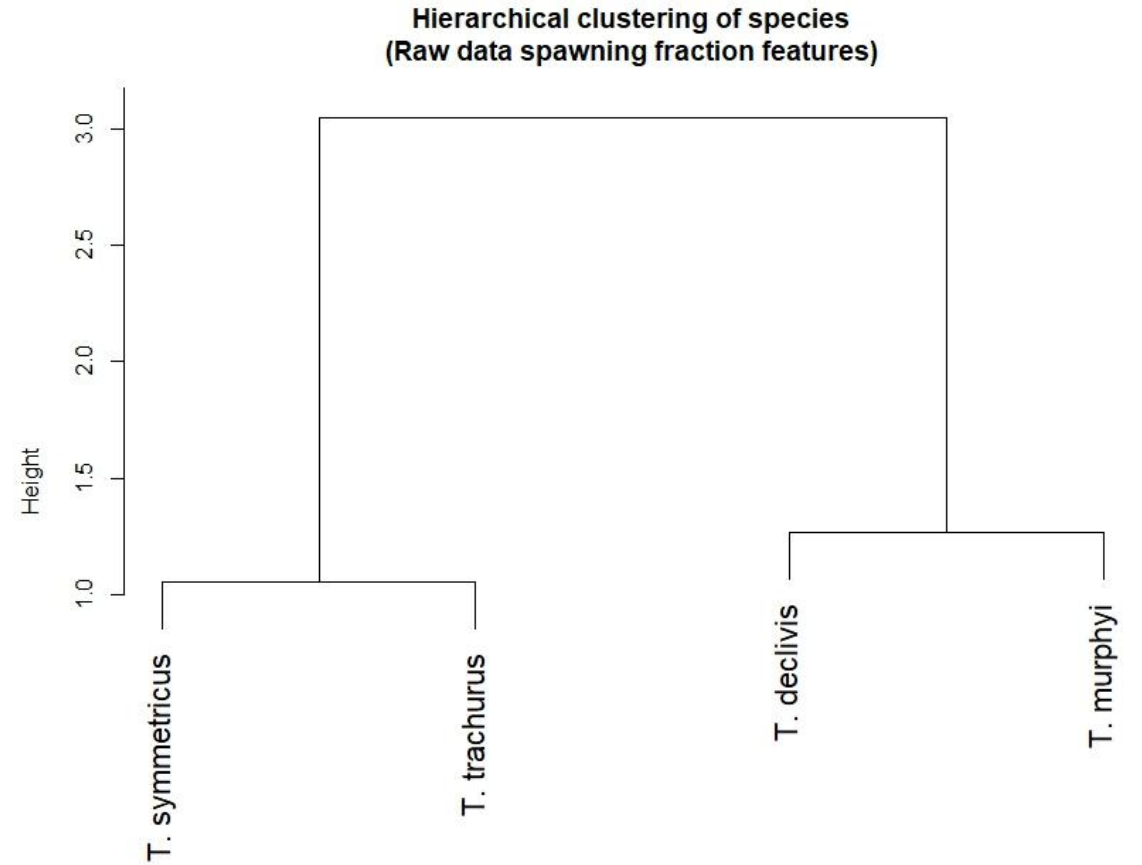 Hierarchical clustering of species
(Raw data spawning fraction features)
Height
3.0
2.5
2.0
1.5
1.0
T. symmetricus
T. trachurus
T. declivis
T. murphyi